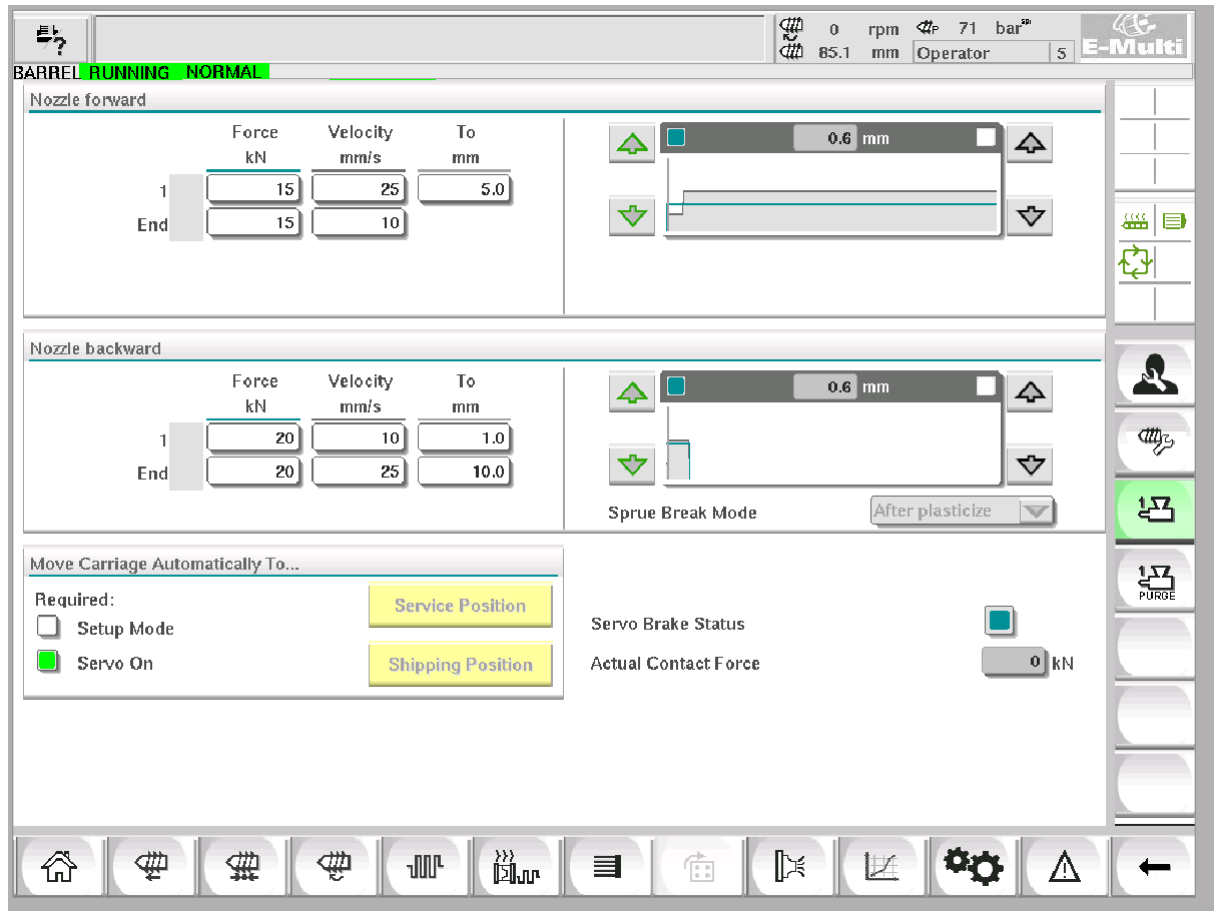 ? 0 rpm P 71 bar sp
85.1 mm Operator 5 E-Multi
BARREL RUNNING NORMAL
Nozzle forward
Force Velocity To
kN mm/s mm
1 15 25 5.0
End 15 10
0.6 mm
Nozzle backward
Force Velocity To
kN mm/s mm
1 20 10 1.0
End 20 25 10.0
0.6 mm
Sprue Break Mode After plasticize
Move Carriage Automatically To...
Required:
Setup Mode
Servo On
Service Position
Shipping Position
Servo Brake Status
Actual Contact Force 0 kN
1
1
PURGE